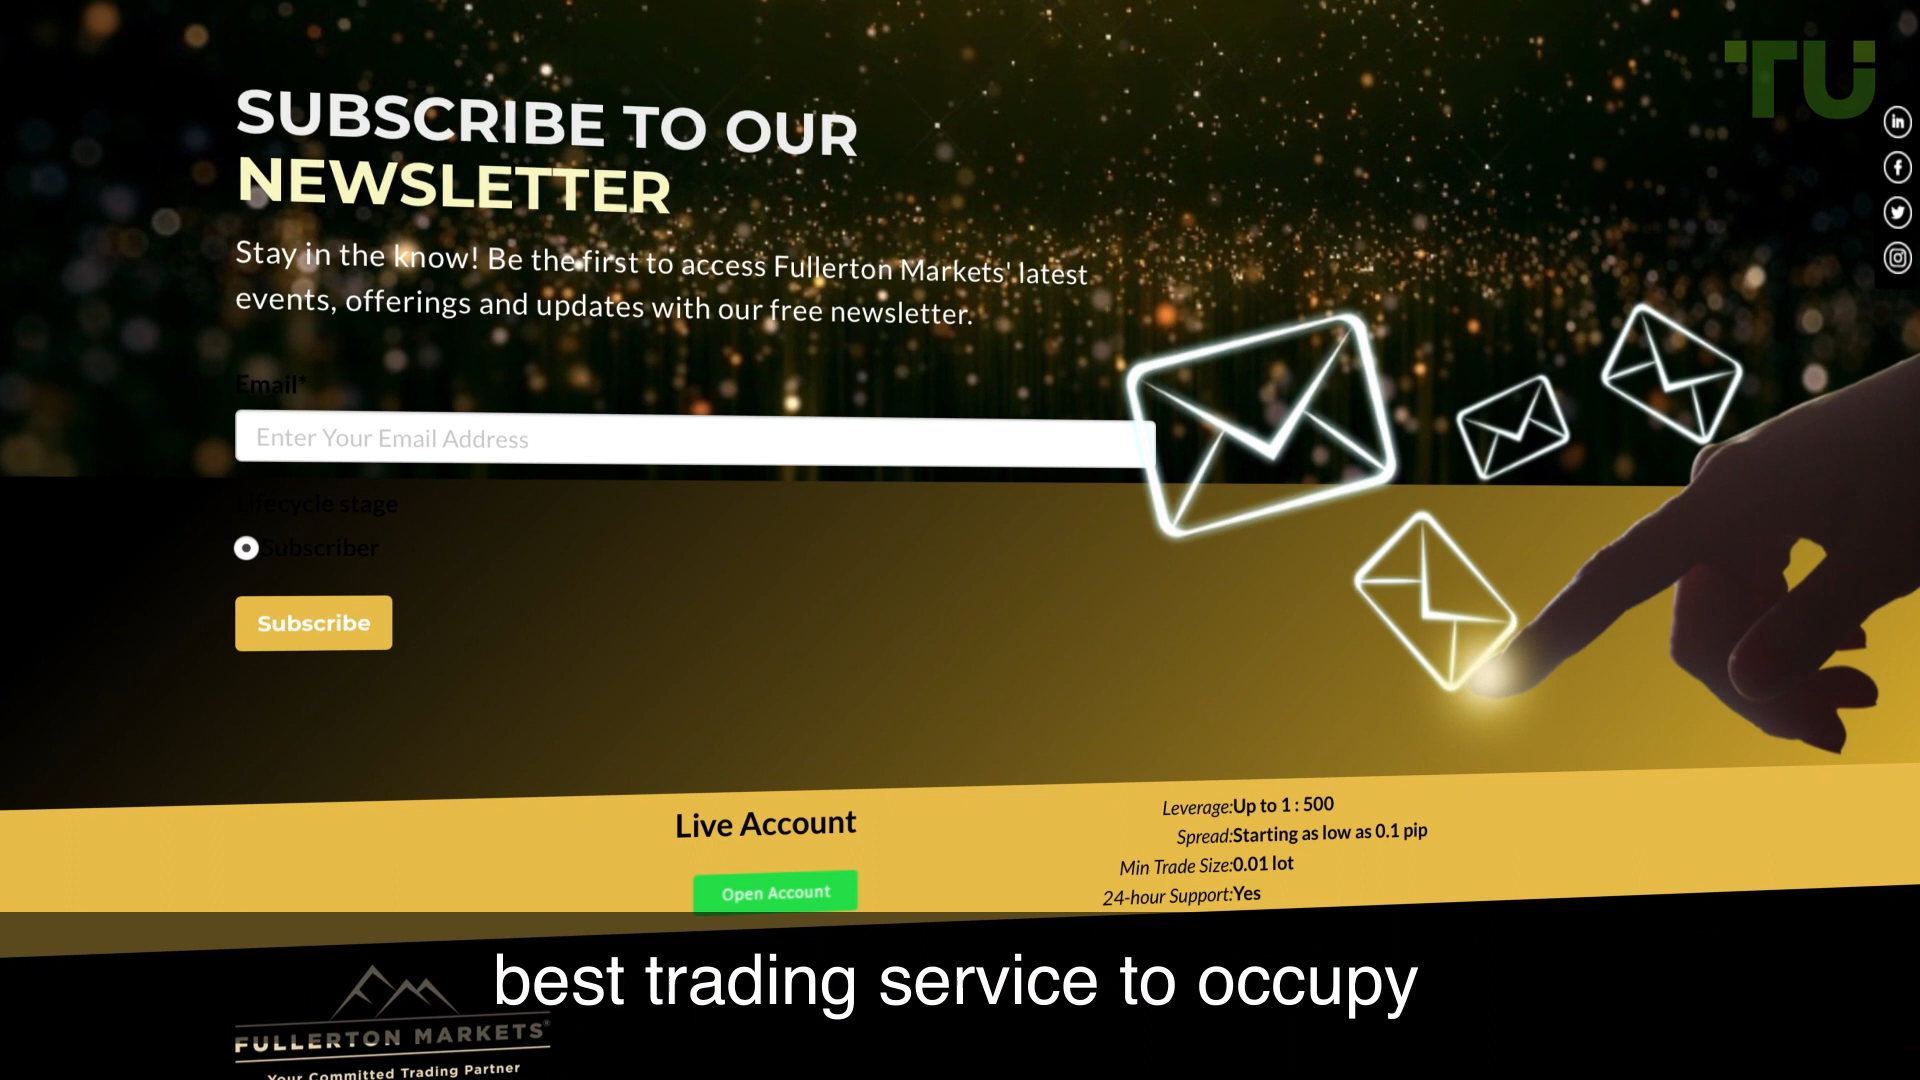 TU
SUBSCRIBE TO OUR
NEWSLETTER
Stay in the know! Be the first to access Fullerton Markets' latest
events, offerings and updates with our free newsletter.
Email*
Enter Your Email Address
Lifecycle stage
Subscriber
Subscribe
Live Account
Open Account
Leverage:Up to 1 : 500
Spread:Starting as low as 0.1 pip
Min Trade Size:0.01 lot
24-hour Support:Yes
best trading service to occupy
FULLERTON MARKETS®
Your Committed Trading Partner